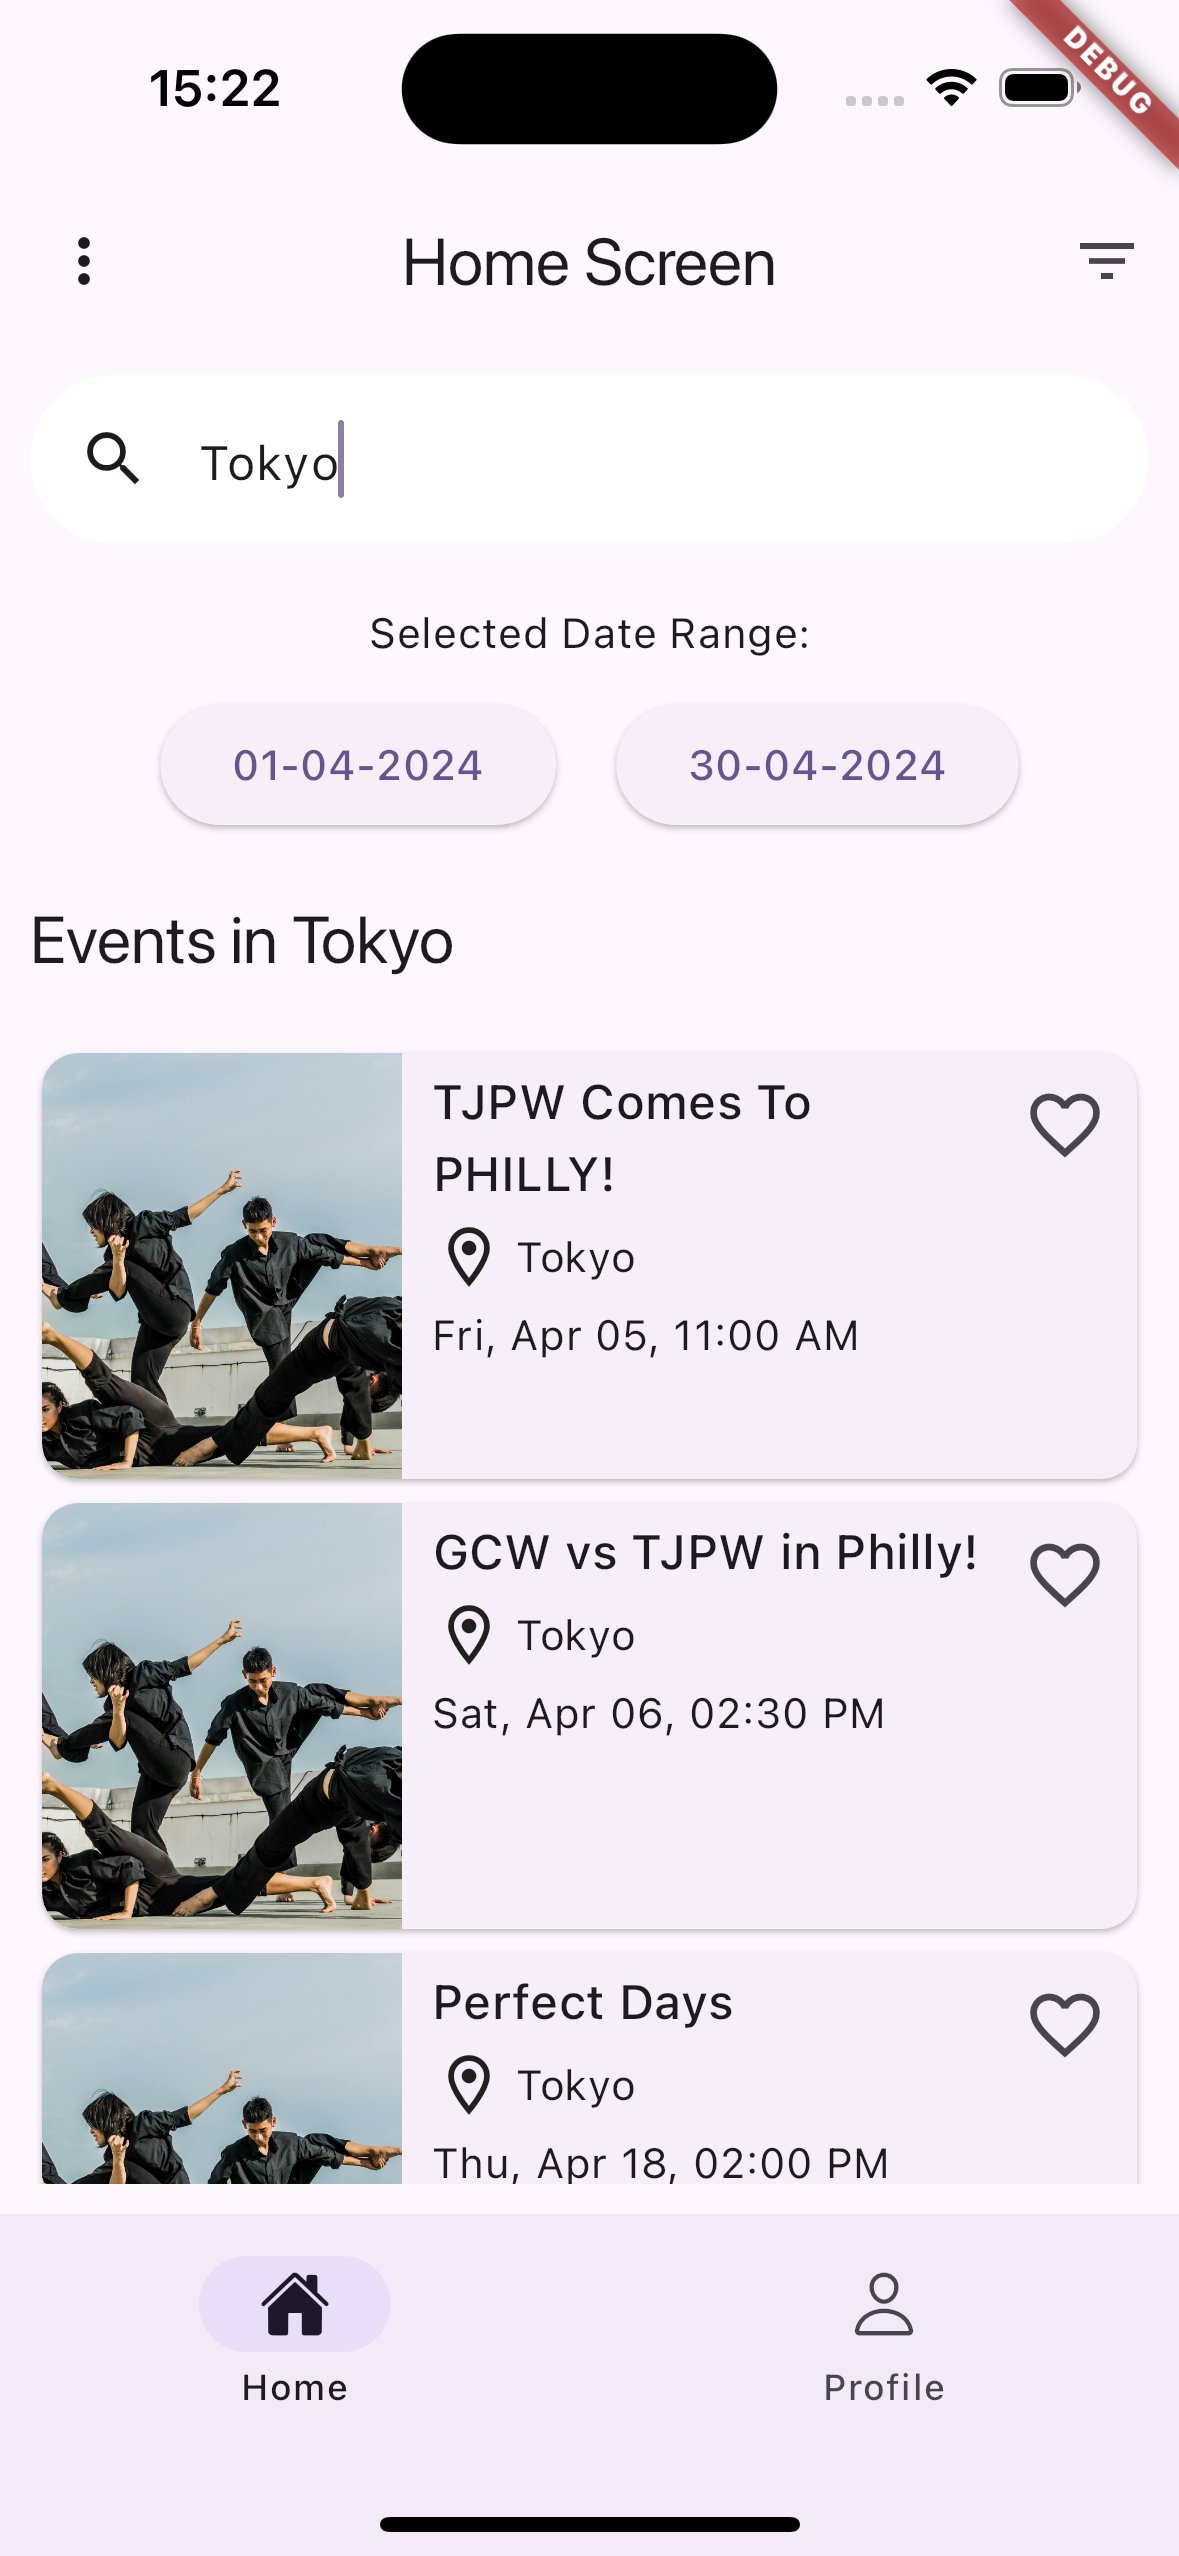 15:22
DEBUG
Home Screen
Tokyo
Selected Date Range:
01-04-2024
30-04-2024
Events in Tokyo
TJPW Comes To
PHILLY!
Tokyo
Fri, Apr 05, 11:00 AM
GCW vs TJPW in Philly!
Tokyo
Sat, Apr 06, 02:30 PM
Perfect Days
Tokyo
Thu, Apr 18, 02:00 PM
Home
Profile